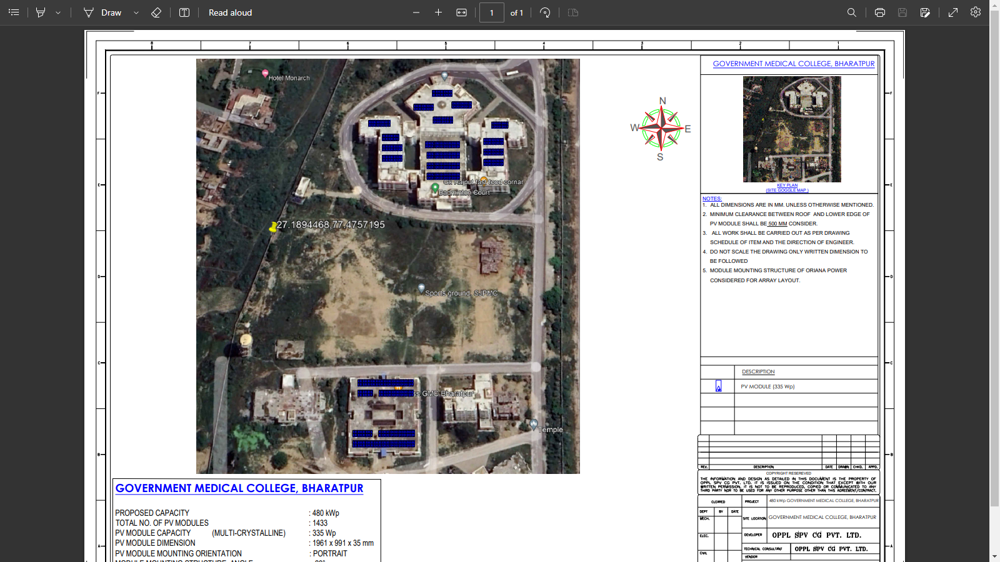 Draw
Read aloud
1
of 1
8 7 6 5 4 3 2 1
F
E
D
C
B
A
F
E
D
C
B
A
Hotel Monarch
Badminton Court
27.1894468,77.4757195
Sports ground, SJPMC
ss GMC Bharatpur
Temple
N
W E
S
GOVERNMENT MEDICAL COLLEGE, BHARATPUR
KEY PLAN
(SITE GOGGLE MAP )
NOTES:
1. ALL DIMENSIONS ARE IN MM. UNLESS OTHERWISE MENTIONED.
2. MINIMUM CLEARANCE BETWEEN ROOF AND LOWER EDGE OF
PV MODULE SHALL BE 500 MM CONSIDER.
3. ALL WORK SHALL BE CARRIED OUT AS PER DRAWING
SCHEDULE OF ITEM AND THE DIRECTION OF ENGINEER.
4. DO NOT SCALE THE DRAWING ONLY WRITTEN DIMENSION TO
BE FOLLOWED
5. MODULE MOUNTING STRUCTURE OF ORIANA POWER
CONSIDERED FOR ARRAY LAYOUT.
DESCRIPTION
PV MODULE (335 Wp)
REV. DESCRIPTION DATE DRAWN CHKD. APPD.
COPYRIGHT RESEREVED
THE INFORMATION AND DESIGN AS DETAILED IN THIS DOCUMENT IS THE PROPERTY OF
OPPL SPV CG PVT. LTD. IT IS ISSUED ON THE CONDITION THAT EXCEPT WITH OUR
WRITTEN PERMISSION, IT IS NOT TO BE REPRODUCED, COPIED OR COMMUNICATED TO ANY
THIRD PARTY NOR TO BE USED FOR ANY OTHER PURPOSE OTHER THAN THIS AGREEMENT/CONTRACT.
CLEARED PROJECT 480 kWp GOVERNMENT MEDICAL COLLEGE, BHARATPUR
DEPT BY DATE
MECH. SITE LOCATION GOVERNMENT MEDICAL COLLEGE, BHARATPUR
ELEC. DEVELOPER OPPL SPV CG PVT. LTD.
CIVIL TECHNICAL CONSULTANT OPPL SPV CG PVT. LTD.
VENDOR
GOVERNMENT MEDICAL COLLEGE, BHARATPUR
PROPOSED CAPACITY : 480 kWp
TOTAL NO. OF PV MODULES : 1433
PV MODULE CAPACITY (MULTI-CRYSTALLINE) : 335 Wp
PV MODULE DIMENSION : 1961 x 991 x 35 mm
PV MODULE MOUNTING ORIENTATION : PORTRAIT